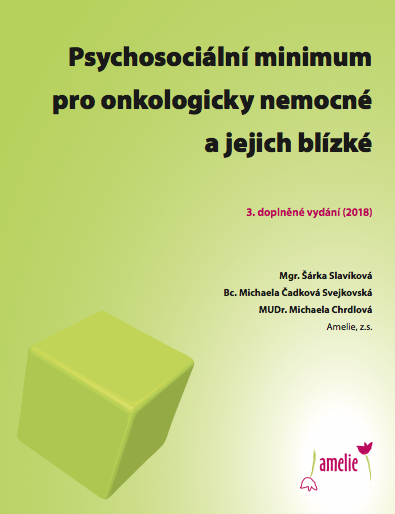 Psychosociální minimum
pro onkologicky nemocné
a jejich blízké
3. doplněné vydání (2018)
Mgr. Šárka Slavíková
Bc. Michaela Čadková Svejkovská
MUDr. Michaela Chrdlová
Amelie, z.s.
amelie